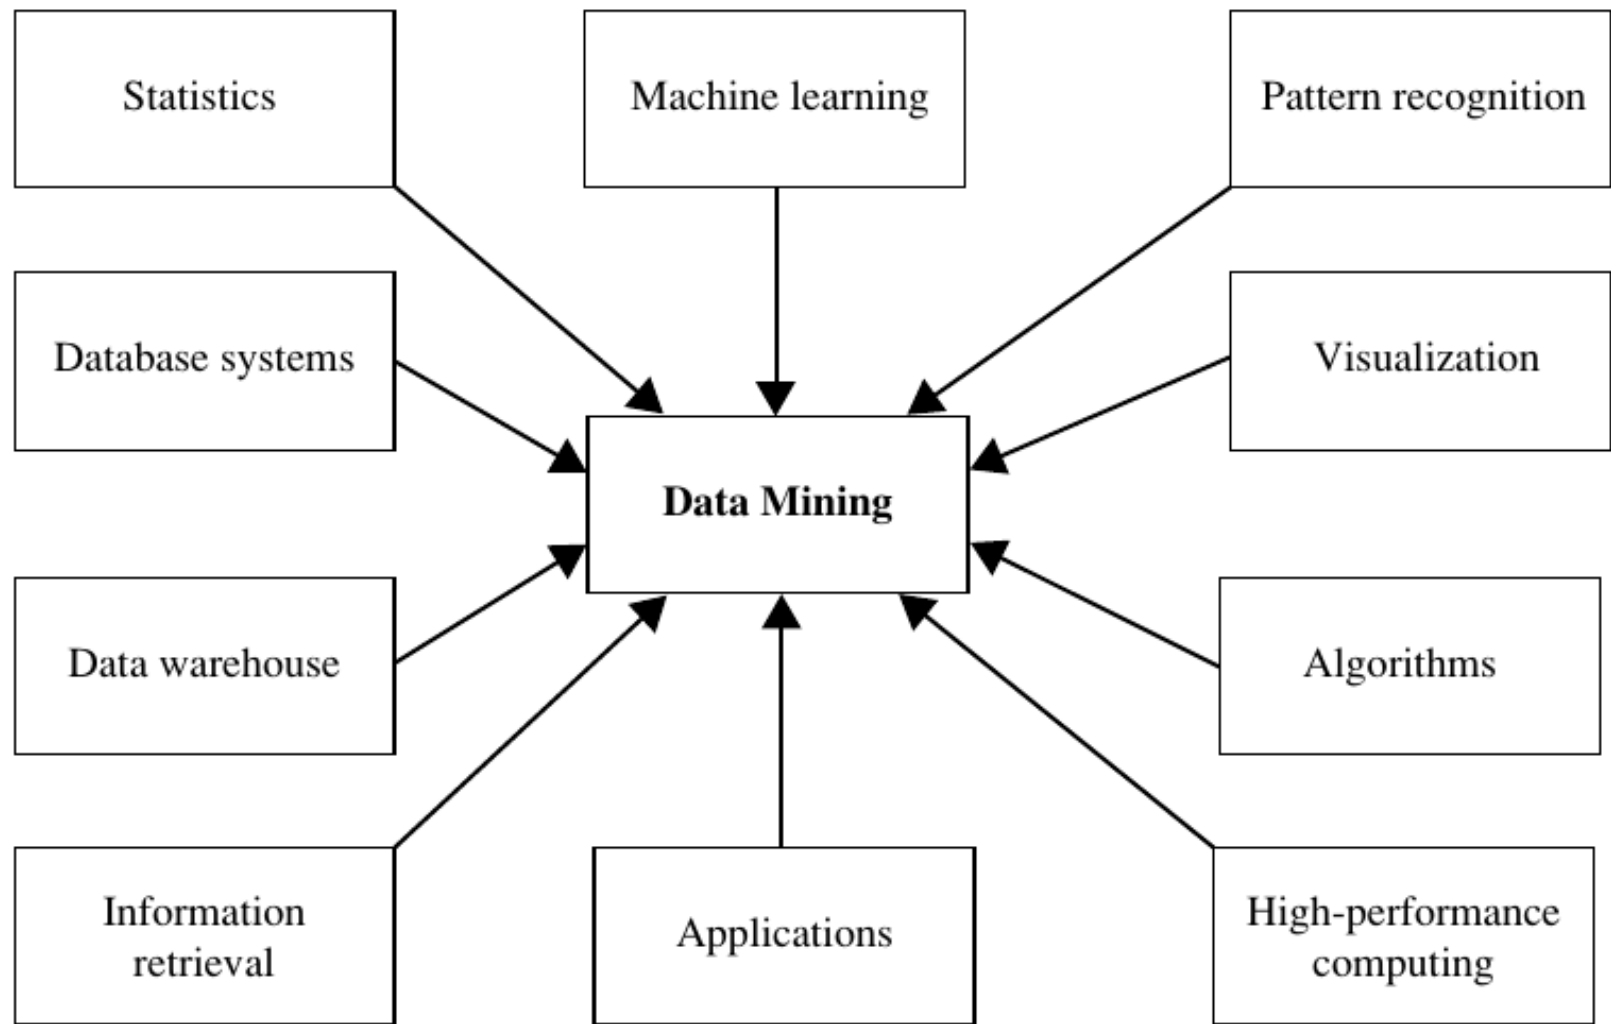 Statistics
Machine learning
Pattern recognition
Database systems
Visualization
Data Mining
Data warehouse
Algorithms
Information
retrieval
Applications
High-performance
computing